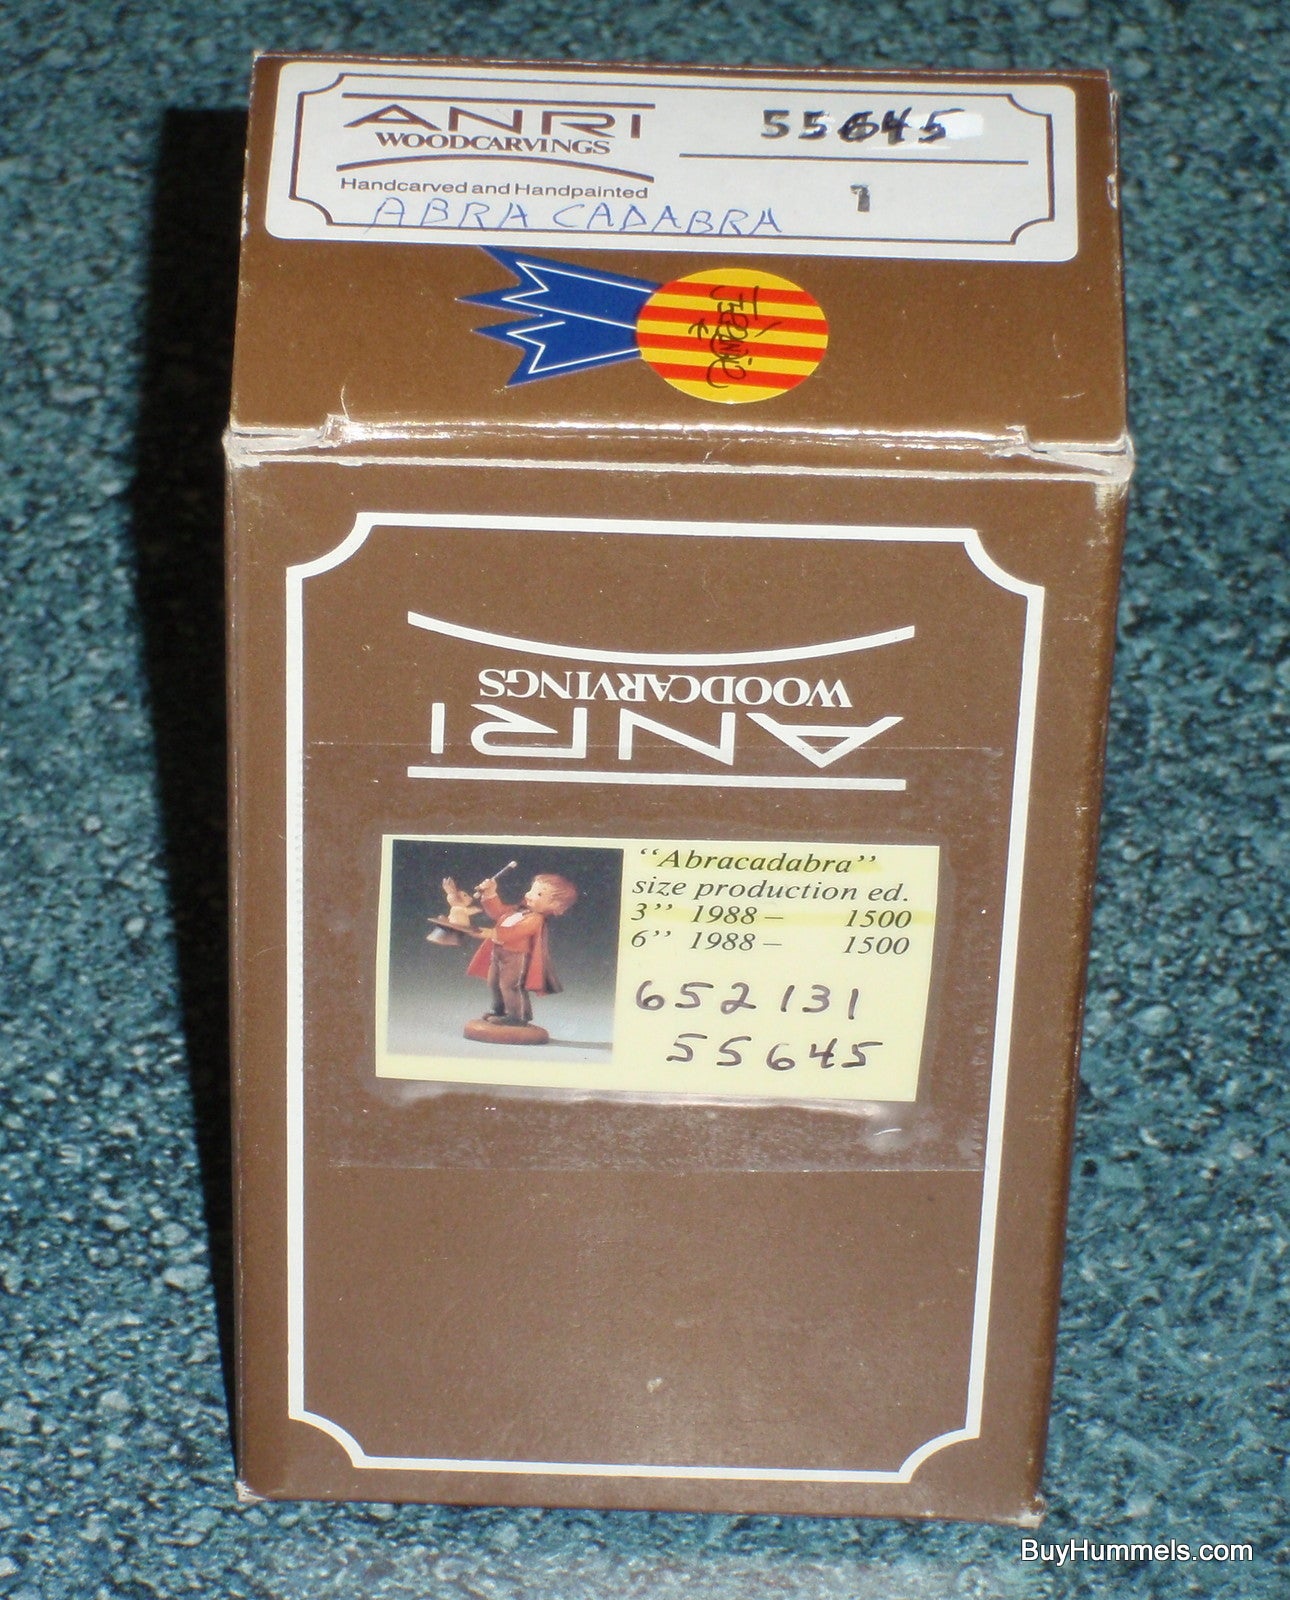 ANRI
WOODCARVINGS
Handcarved and Handpainted
ABRA CADABRA
55645
1
ANRI
WOODCARVINGS
"Abracadabra"
size production ed.
3'' 1988 – 1500
6'' 1988 – 1500
652131
55645
BuyHummels.com